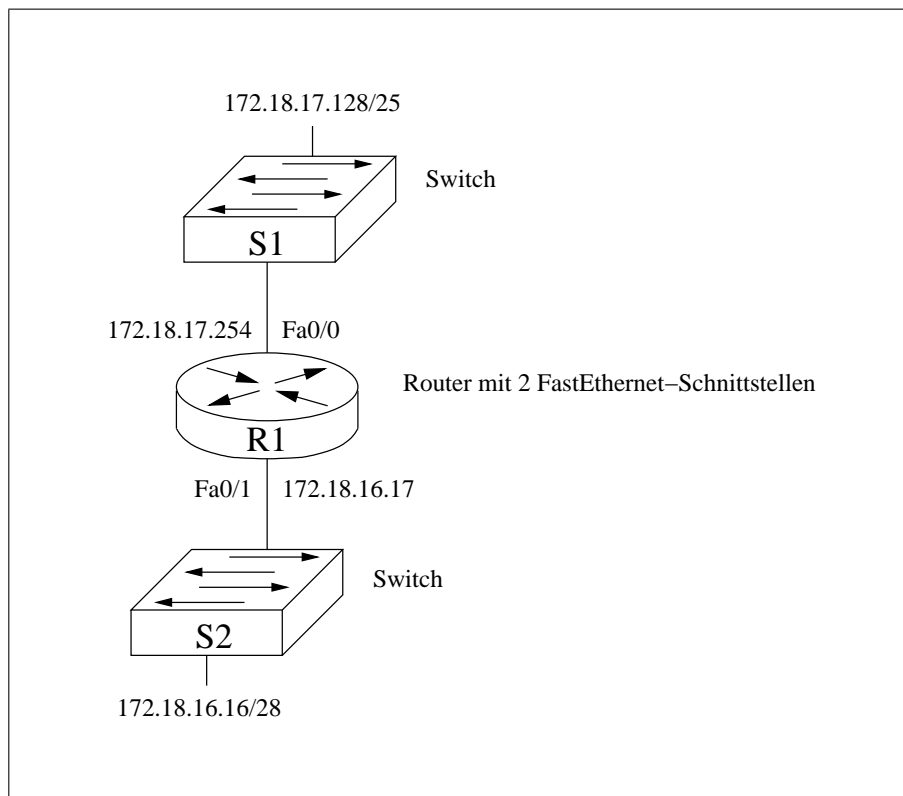 172.18.17.128/25
Switch
S1
172.18.17.254 Fa0/0
Router mit 2 FastEthernet−Schnittstellen
R1
Fa0/1 172.18.16.17
Switch
S2
172.18.16.16/28